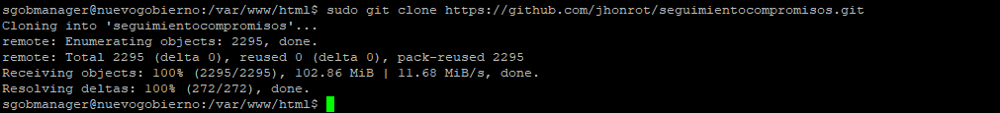 sgobmanager@nuevogobierno:/var/www/html$ sudo git clone https://github.com/jhonrot/seguimientocompromisos.git
Cloning into 'seguimientocompromisos'...
remote: Enumerating objects: 2295, done.
remote: Total 2295 (delta 0), reused 0 (delta 0), pack-reused 2295
Receiving objects: 100% (2295/2295), 102.86 MiB | 11.68 MiB/s, done.
Resolving deltas: 100% (272/272), done.
sgobmanager@nuevogobierno:/var/www/html$